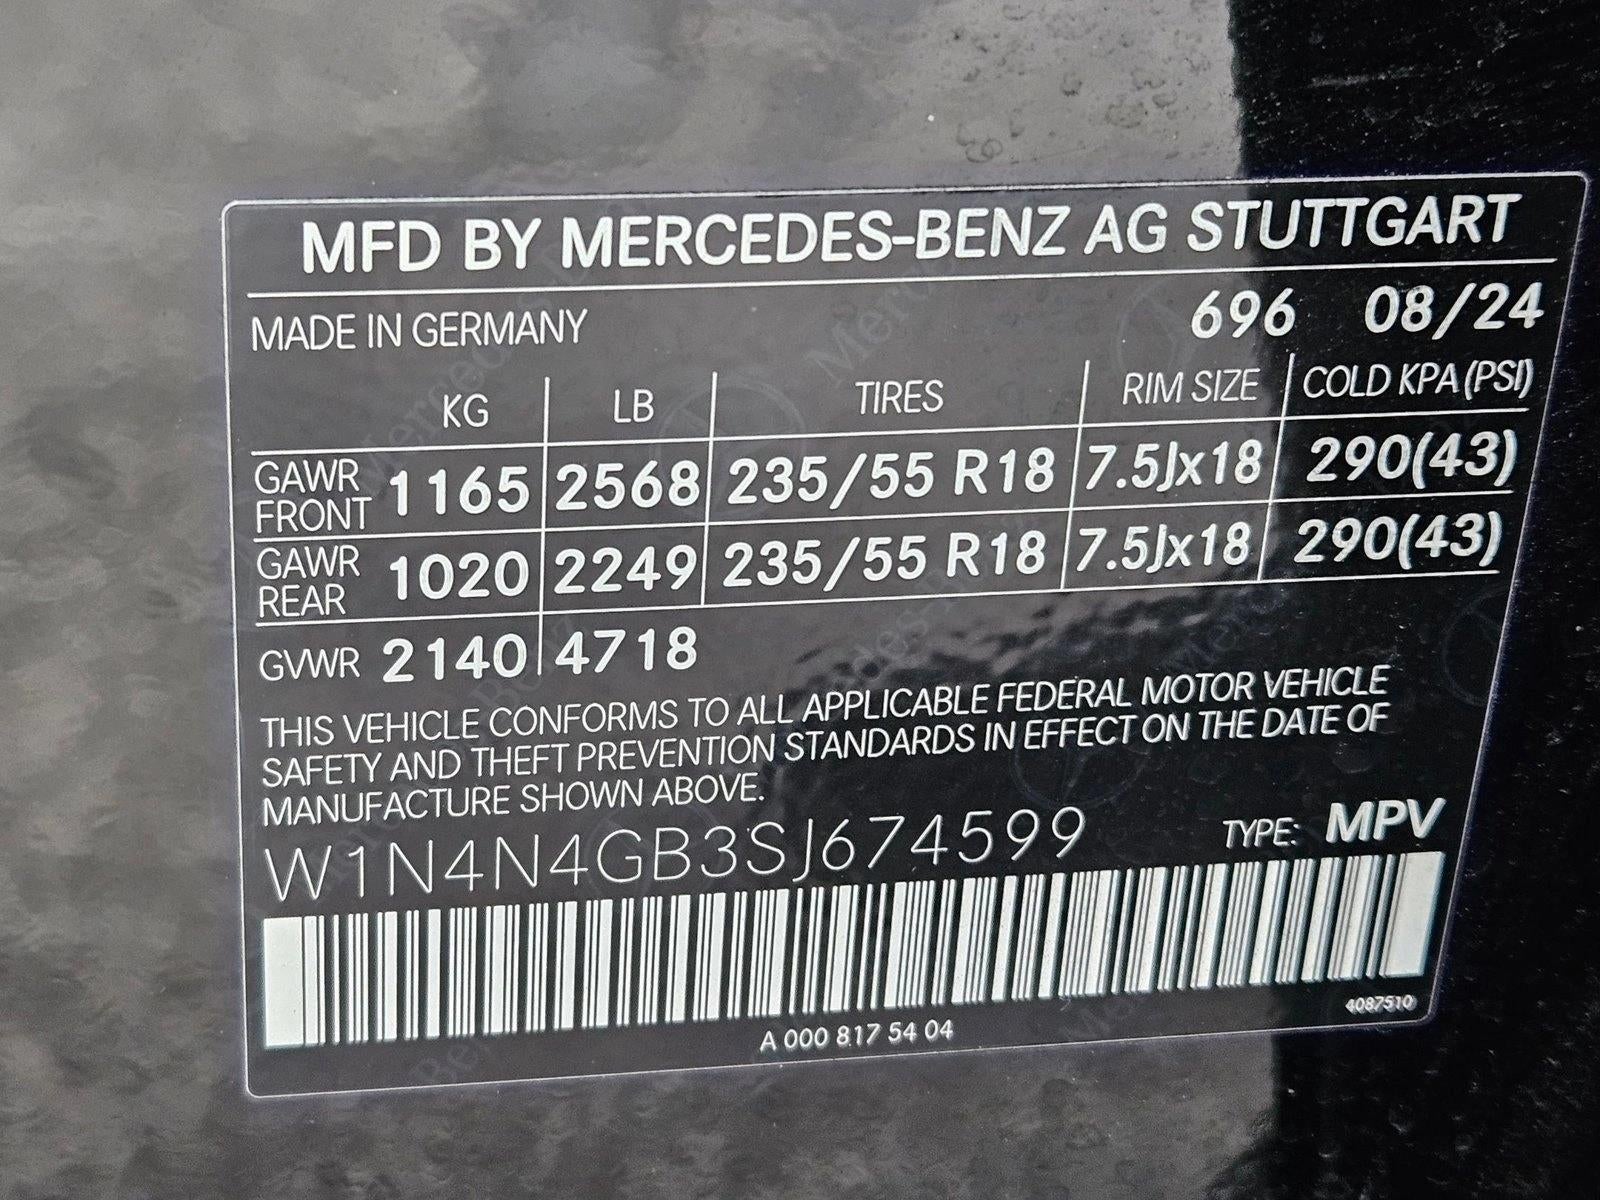 MFD BY MERCEDES-BENZ AG STUTTGART
MADE IN GERMANY 696 08/24
KG LB TIRES RIM SIZE COLD KPA (PSI)
GAWR FRONT 1165 2568 235/55 R18 7.5Jx18 290(43)
GAWR REAR 1020 2249 235/55 R18 7.5Jx18 290(43)
GVWR 2140 4718
THIS VEHICLE CONFORMS TO ALL APPLICABLE FEDERAL MOTOR VEHICLE
SAFETY AND THEFT PREVENTION STANDARDS IN EFFECT ON THE DATE OF
MANUFACTURE SHOWN ABOVE.
W1N4N4GB3SJ674599 TYPE: MPV
4087510
A 000 817 54 04